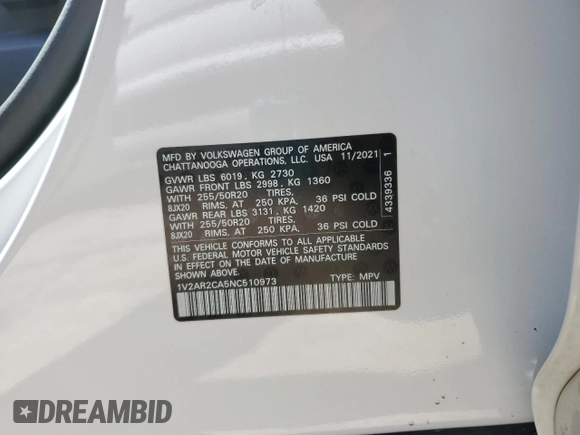 MFD BY VOLKSWAGEN GROUP OF AMERICA
CHATTANOOGA OPERATIONS, LLC. USA 11/2021
GVWR LBS 6019, KG 2730
GAWR FRONT LBS 2998, KG 1360
WITH 255/50R20 TIRES,
8JX20 RIMS, AT 250 KPA, 36 PSI COLD
GAWR REAR LBS 3131, KG 1420
WITH 255/50R20 TIRES,
8JX20 RIMS, AT 250 KPA, 36 PSI COLD
THIS VEHICLE CONFORMS TO ALL APPLICABLE
U.S. FEDERAL MOTOR VEHICLE SAFETY STANDARDS
IN EFFECT ON THE DATE OF MANUFACTURE
SHOWN ABOVE.
1V2AR2CA5NC510973 TYPE: MPV
4339336 1
DREAMBID